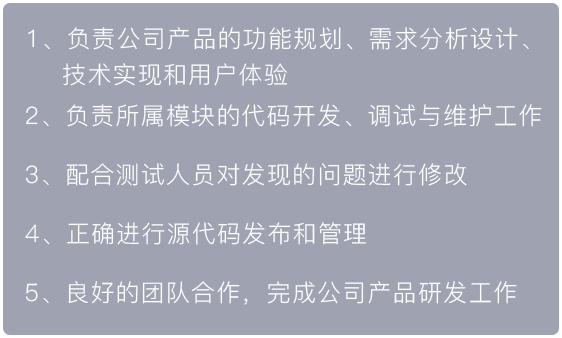 1、负责公司产品的功能规划、需求分析设计、
技术实现和用户体验
2、负责所属模块的代码开发、调试与维护工作
3、配合测试人员对发现的问题进行修改
4、正确进行源代码发布和管理
5、良好的团队合作，完成公司产品研发工作